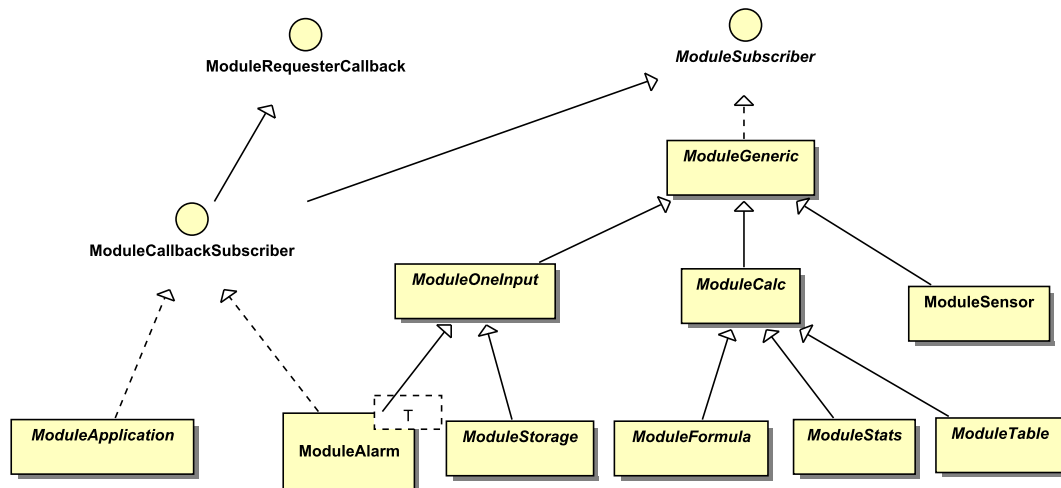 ModuleRequesterCallback
ModuleSubscriber
ModuleGeneric
ModuleCallbackSubscriber
ModuleOneInput
ModuleCalc
ModuleSensor
T
ModuleApplication
ModuleAlarm
ModuleStorage
ModuleFormula
ModuleStats
ModuleTable